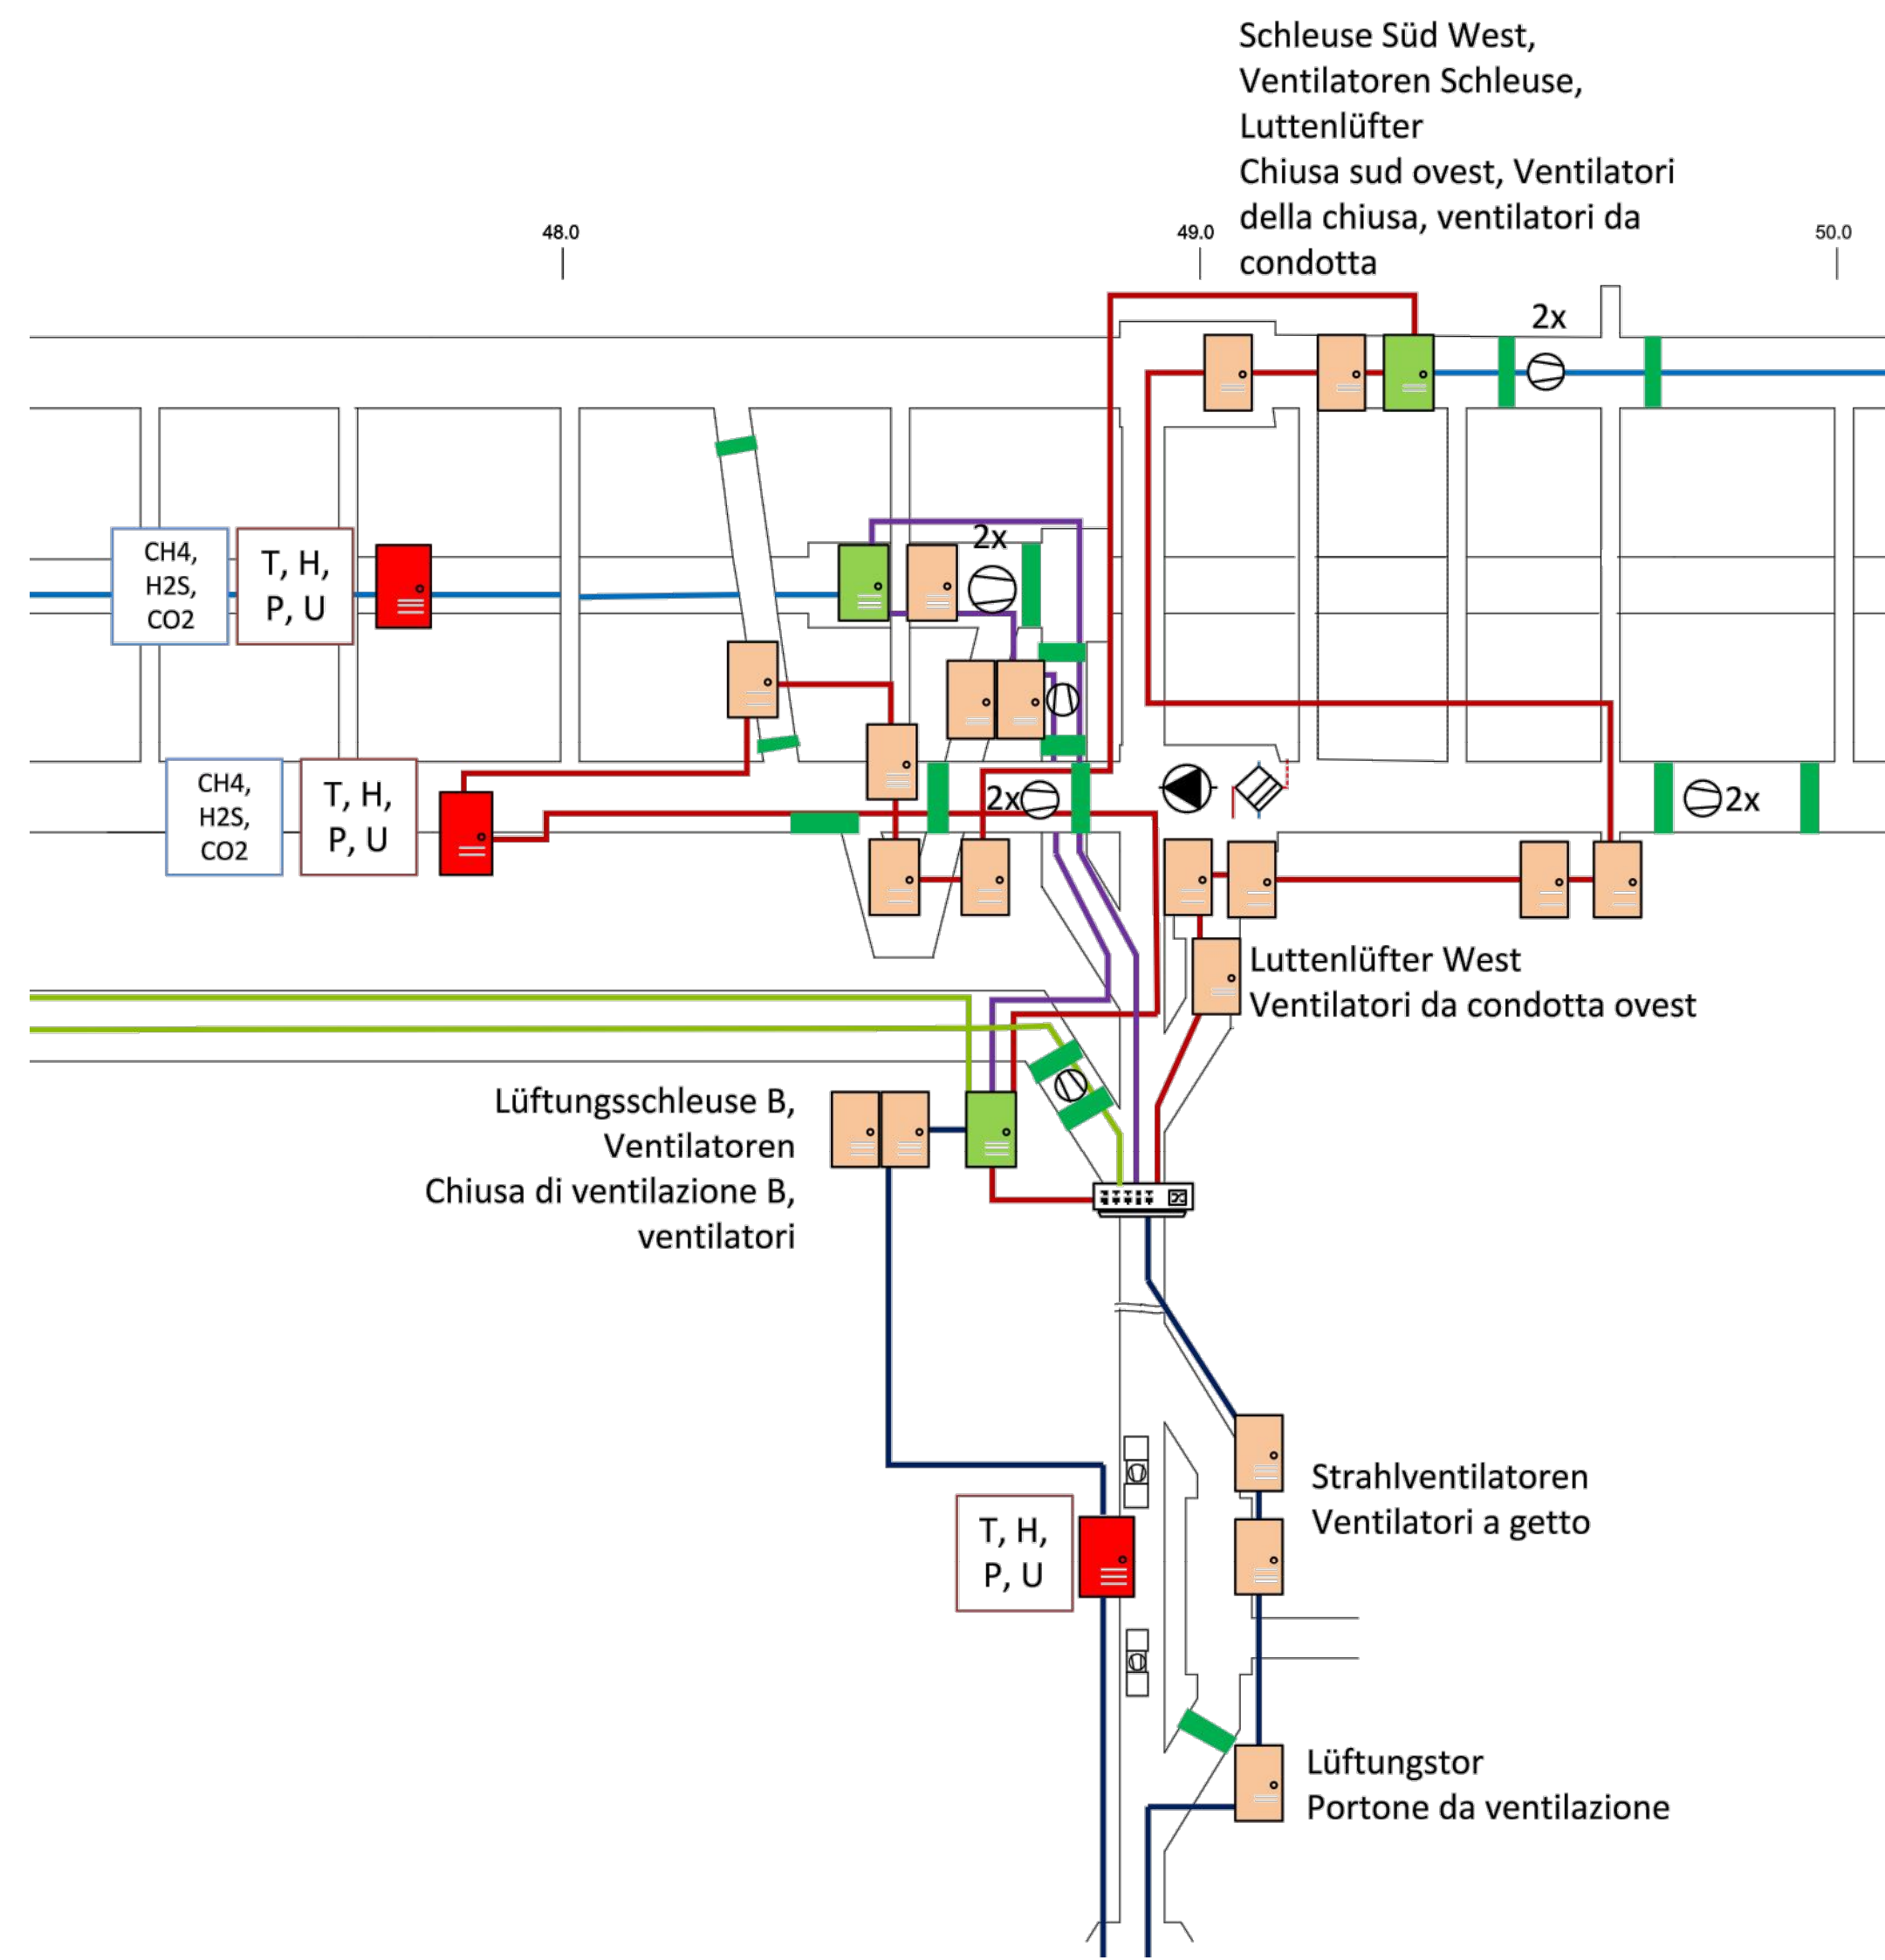 Schleuse Süd West,
Ventilatoren Schleuse,
Luttenlüfter
Chiusa sud ovest, Ventilatori
della chiusa, ventilatori da
condotta
48.0
49.0
50.0
2x
2x
CH4,
H2S,
CO2
T, H,
P, U
CH4,
H2S,
CO2
T, H,
P, U
2x
2x
Luttenlüfter West
Ventilatori da condotta ovest
Lüftungsschleuse B,
Ventilatoren
Chiusa di ventilazione B,
ventilatori
T, H,
P, U
Strahlventilatoren
Ventilatori a getto
Lüftungstor
Portone da ventilazione